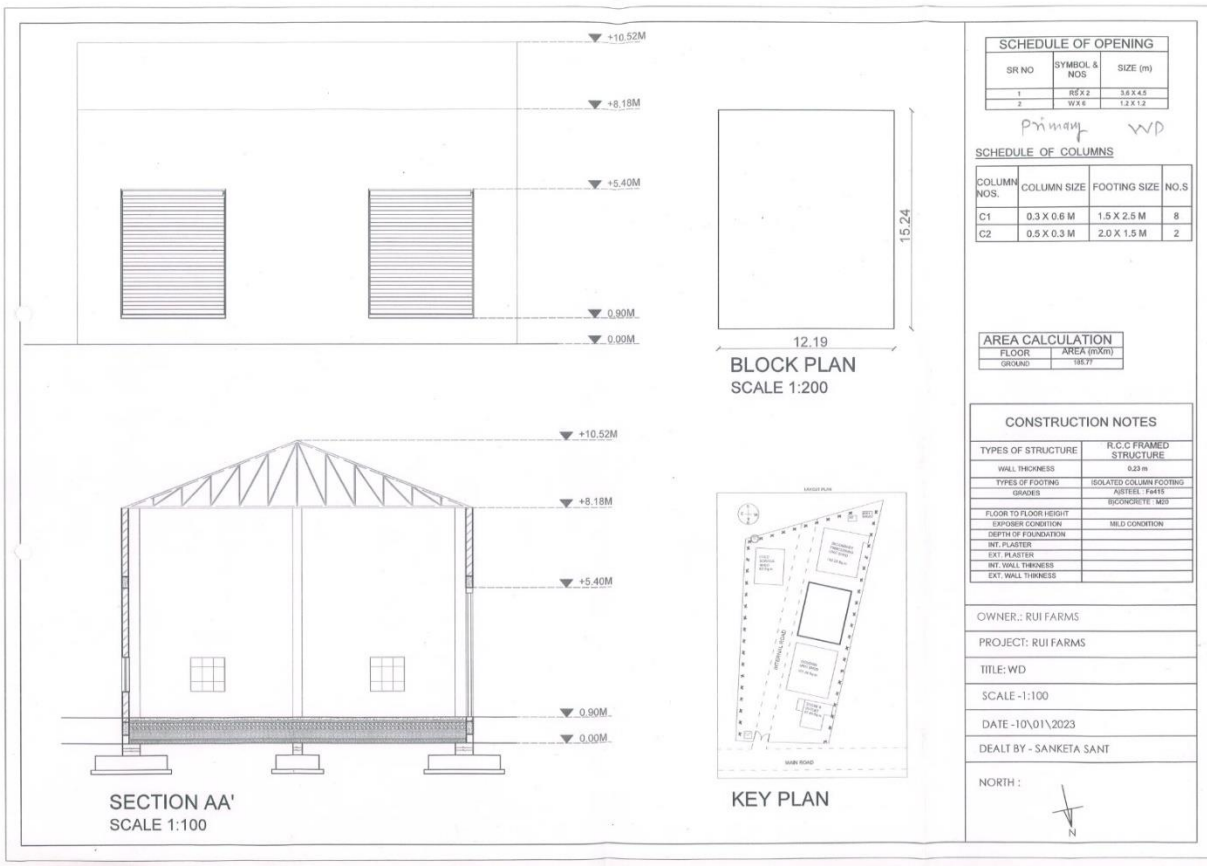 +10.52M
+8.18M
+5.40M
0.90M
0.00M
15.24
12.19
BLOCK PLAN
SCALE 1:200
+10.52M
+8.18M
+5.40M
0.90M
0.00M
SECTION AA'
SCALE 1:100
INTERNAL ROAD
MAIN ROAD
KEY PLAN
SCHEDULE OF OPENING
SR NO SYMBOL & NOS SIZE (m)
1 RS X 2 3.6 X 4.5
2 W X 6 1.2 X 1.2
Primary WD
SCHEDULE OF COLUMNS
COLUMN NOS. COLUMN SIZE FOOTING SIZE NO.S
C1 0.3 X 0.6 M 1.5 X 2.5 M 8
C2 0.5 X 0.3 M 2.0 X 1.5 M 2
AREA CALCULATION
FLOOR AREA (mXm)
GROUND 185.77
CONSTRUCTION NOTES
TYPES OF STRUCTURE R.C.C FRAMED STRUCTURE
WALL THICKNESS 0.23 m
TYPES OF FOOTING ISOLATED COLUMN FOOTING
GRADES A)STEEL : Fe415
B)CONCRETE : M20
FLOOR TO FLOOR HEIGHT
EXPOSER CONDITION MILD CONDITION
DEPTH OF FOUNDATION
INT. PLASTER
EXT. PLASTER
INT. WALL THIKNESS
EXT. WALL THIKNESS
OWNER.: RUI FARMS
PROJECT: RUI FARMS
TITLE: WD
SCALE -1:100
DATE -10\01\2023
DEALT BY - SANKETA SANT
NORTH :
N